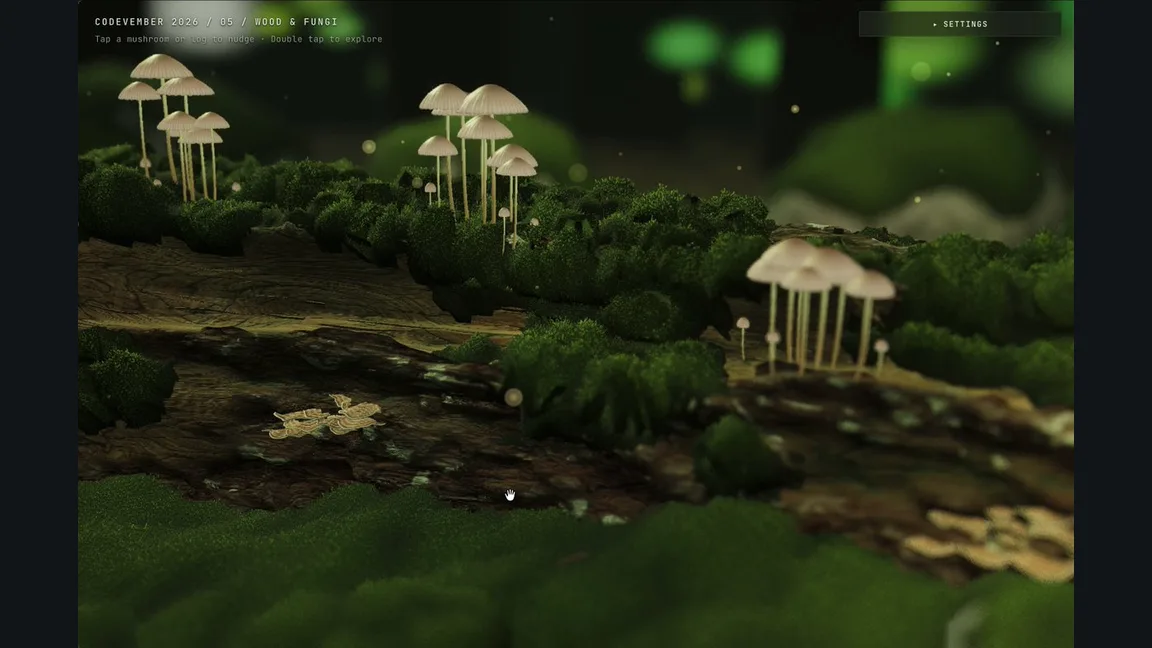 CODEVEMBER 2026 / 05 / WOOD & FUNGI
Tap a mushroom or log to nudge · Double tap to explore
▸ SETTINGS